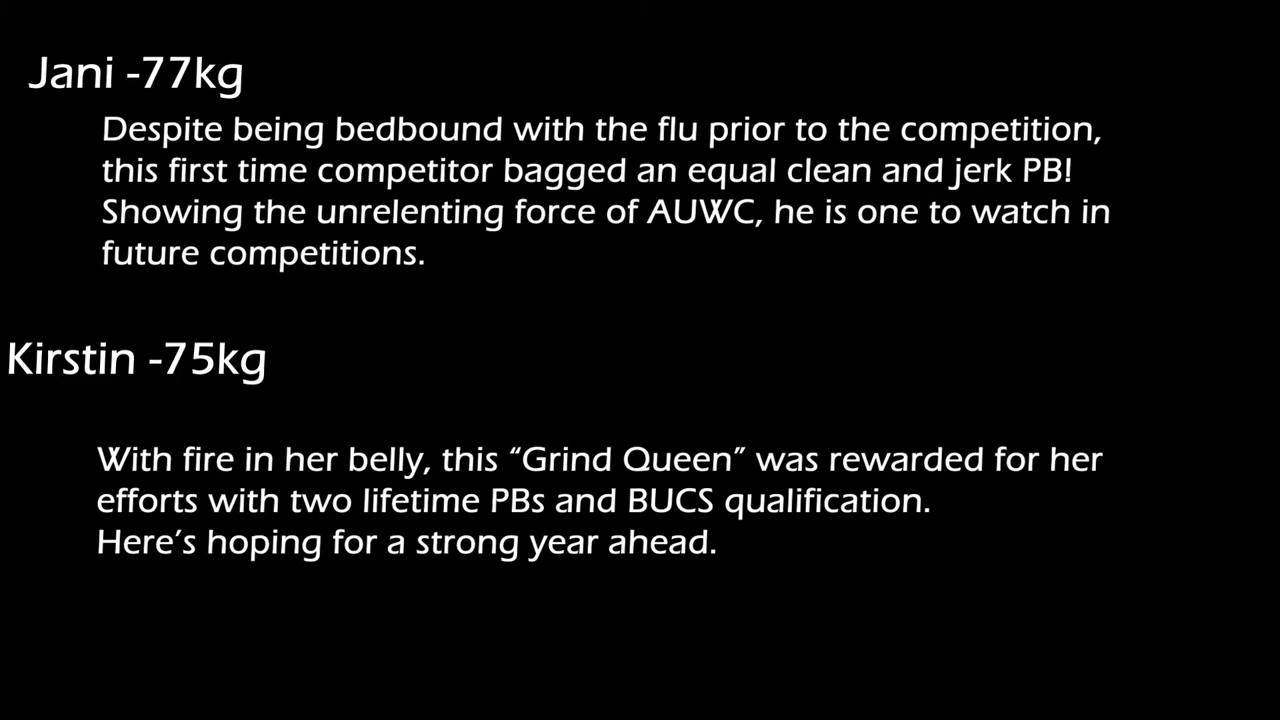 Jani -77kg
Despite being bedbound with the flu prior to the competition,
this first time competitor bagged an equal clean and jerk PB!
Showing the unrelenting force of AUWC, he is one to watch in
future competitions.
Kirstin -75kg
With fire in her belly, this “Grind Queen” was rewarded for her
efforts with two lifetime PBs and BUCS qualification.
Here’s hoping for a strong year ahead.